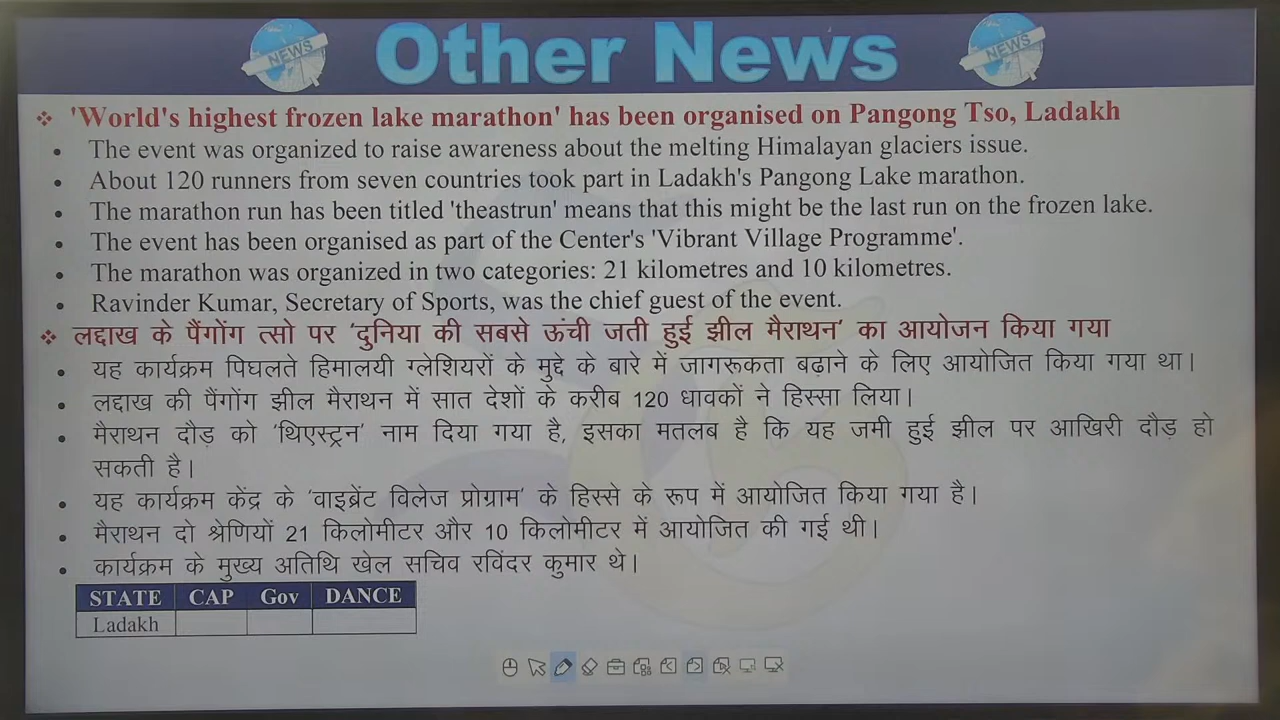 NEWS
Other News
NEWS
❖ 'World's highest frozen lake marathon' has been organised on Pangong Tso, Ladakh
• The event was organized to raise awareness about the melting Himalayan glaciers issue.
• About 120 runners from seven countries took part in Ladakh's Pangong Lake marathon.
• The marathon run has been titled 'theastrun' means that this might be the last run on the frozen lake.
• The event has been organised as part of the Center's 'Vibrant Village Programme'.
• The marathon was organized in two categories: 21 kilometres and 10 kilometres.
• Ravinder Kumar, Secretary of Sports, was the chief guest of the event.
❖ लद्दाख के पैंगोंग त्सो पर 'दुनिया की सबसे ऊंची जती हुई झील मैराथन' का आयोजन किया गया
• यह कार्यक्रम पिघलते हिमालयी ग्लेशियरों के मुद्दे के बारे में जागरूकता बढ़ाने के लिए आयोजित किया गया था।
• लद्दाख की पैंगोंग झील मैराथन में सात देशों के करीब 120 धावकों ने हिस्सा लिया।
• मैराथन दौड़ को 'थिएस्ट्रन' नाम दिया गया है, इसका मतलब है कि यह जमी हुई झील पर आखिरी दौड़ हो
सकती है।
• यह कार्यक्रम केंद्र के 'वाइब्रेंट विलेज प्रोग्राम' के हिस्से के रूप में आयोजित किया गया है।
• मैराथन दो श्रेणियों 21 किलोमीटर और 10 किलोमीटर में आयोजित की गई थी।
• कार्यक्रम के मुख्य अतिथि खेल सचिव रविंदर कुमार थे।
STATE CAP Gov DANCE
Ladakh